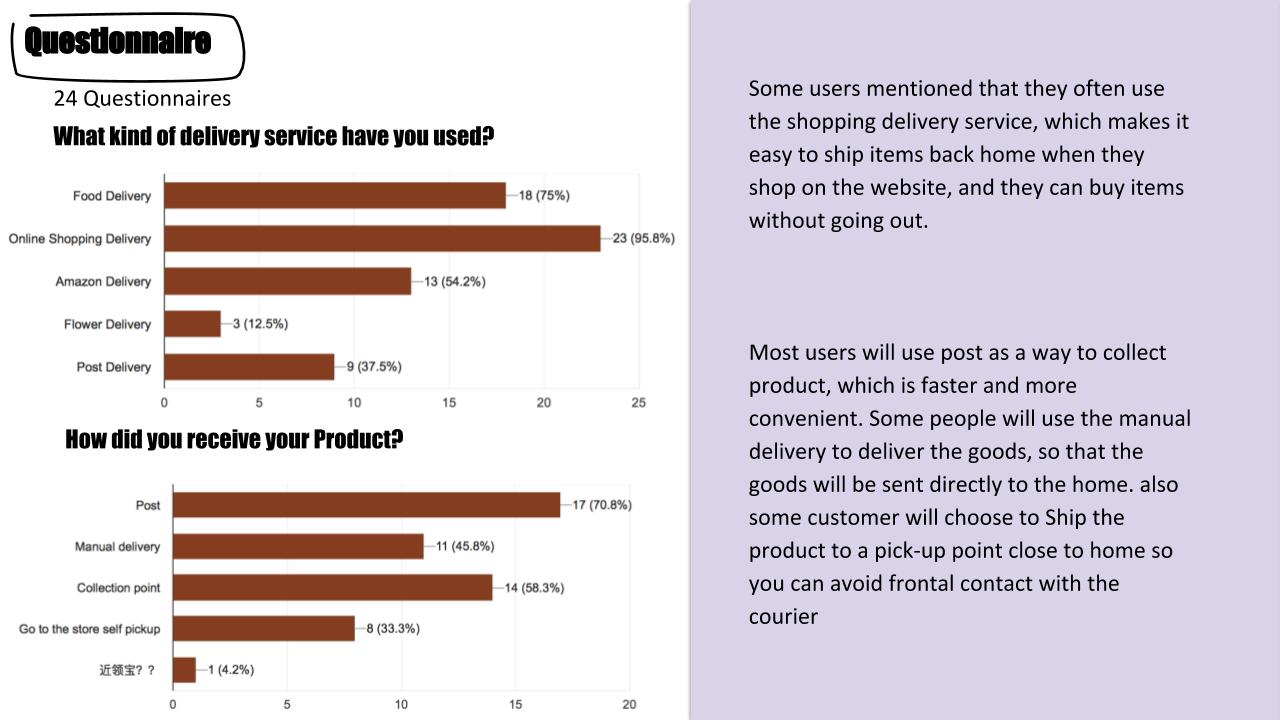 Questionnaire
24 Questionnaires
What kind of delivery service have you used?
Food Delivery 18 (75%)
Online Shopping Delivery 23 (95.8%)
Amazon Delivery 13 (54.2%)
Flower Delivery 3 (12.5%)
Post Delivery 9 (37.5%)
0 5 10 15 20 25
How did you receive your Product?
Post 17 (70.8%)
Manual delivery 11 (45.8%)
Collection point 14 (58.3%)
Go to the store self pickup 8 (33.3%)
近领宝？？ 1 (4.2%)
0 5 10 15 20
Some users mentioned that they often use
the shopping delivery service, which makes it
easy to ship items back home when they
shop on the website, and they can buy items
without going out.
Most users will use post as a way to collect
product, which is faster and more
convenient. Some people will use the manual
delivery to deliver the goods, so that the
goods will be sent directly to the home. also
some customer will choose to Ship the
product to a pick-up point close to home so
you can avoid frontal contact with the
courier